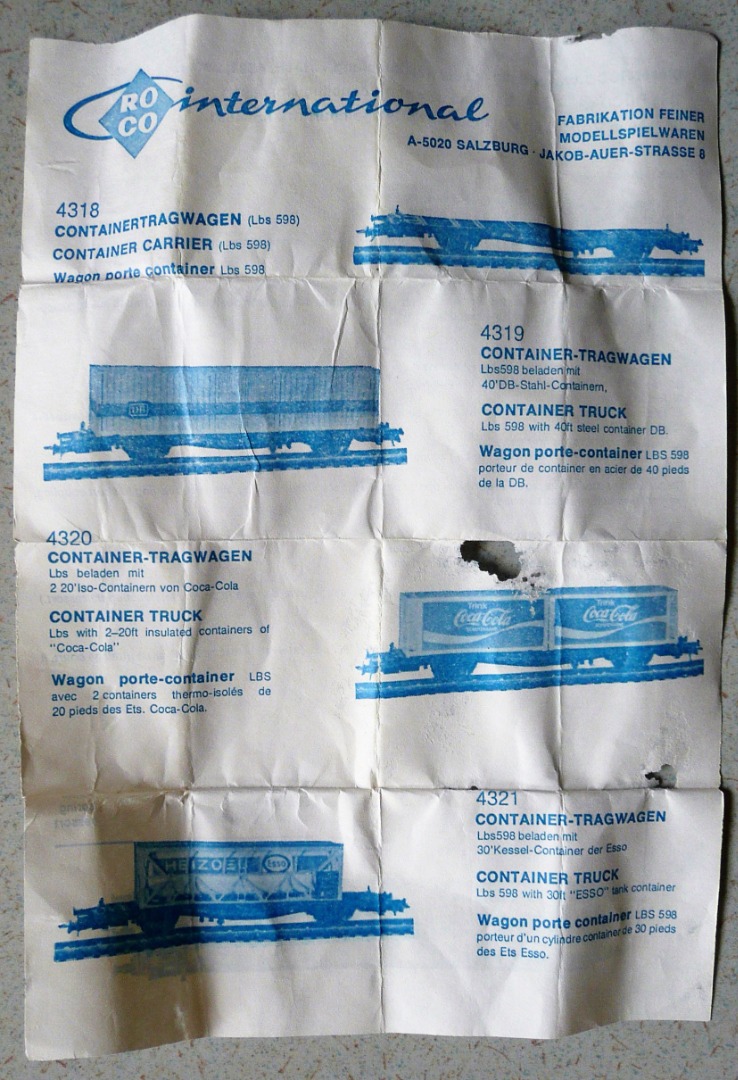 ROCO international
FABRIKATION FEINER
MODELLSPIELWAREN
A-5020 SALZBURG · JAKOB-AUER-STRASSE 8
4318
CONTAINERTRAGWAGEN (Lbs 598)
CONTAINER CARRIER (Lbs 598)
Wagon porte container Lbs 598
DB
4319
CONTAINER-TRAGWAGEN
Lbs598 beladen mit
40'DB-Stahl-Containern,
CONTAINER TRUCK
Lbs 598 with 40ft steel container DB.
Wagon porte-container LBS 598
porteur de container en acier de 40 pieds
de la DB.
4320
CONTAINER-TRAGWAGEN
Lbs beladen mit
2 20'Iso-Containern von Coca-Cola
CONTAINER TRUCK
Lbs with 2–20ft insulated containers of
"Coca-Cola"
Wagon porte-container LBS
avec 2 containers thermo-isolés de
20 pieds des Ets. Coca-Cola.
Trink
Coca-Cola
Trink
Coca-Cola
HEIZOEL Esso
4321
CONTAINER-TRAGWAGEN
Lbs598 beladen mit
30'Kessel-Container der Esso
CONTAINER TRUCK
Lbs 598 with 30ft "ESSO" tank container
Wagon porte container LBS 598
porteur d'un cylindre container de 30 pieds
des Ets Esso.